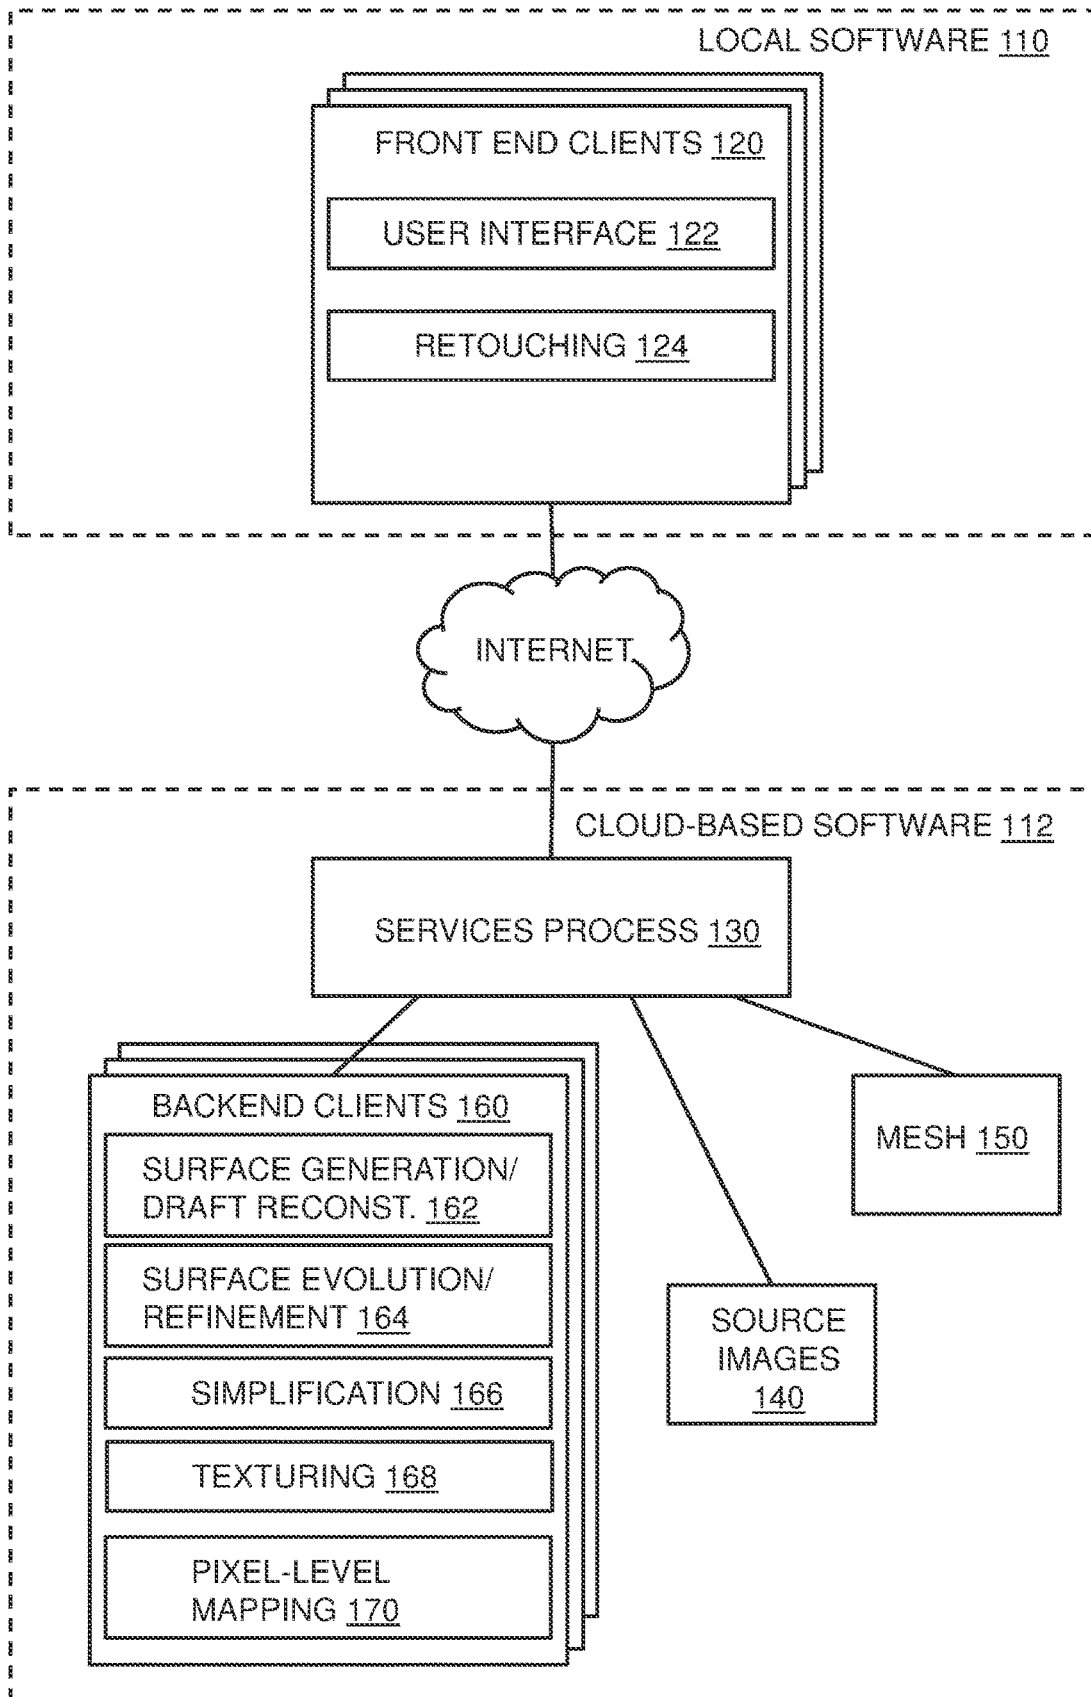 LOCAL SOFTWARE 110
FRONT END CLIENTS 120
USER INTERFACE 122
RETOUCHING 124
INTERNET
CLOUD-BASED SOFTWARE 112
SERVICES PROCESS 130
BACKEND CLIENTS 160
SURFACE GENERATION/
DRAFT RECONST. 162
SURFACE EVOLUTION/
REFINEMENT 164
SIMPLIFICATION 166
TEXTURING 168
PIXEL-LEVEL
MAPPING 170
MESH 150
SOURCE
IMAGES
140